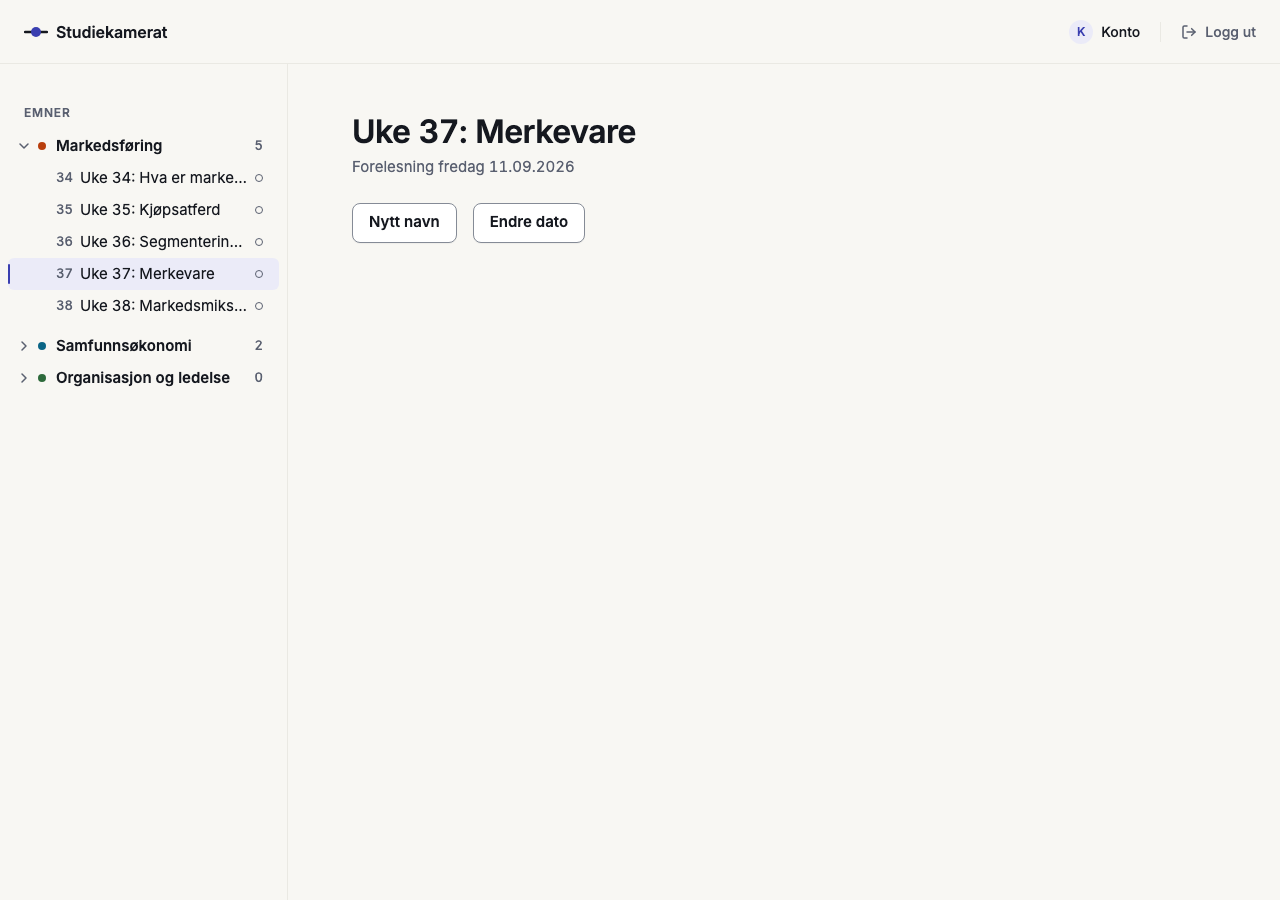 Studiekamerat
K Konto
Logg ut
EMNER
Markedsføring 5
34 Uke 34: Hva er marke...
35 Uke 35: Kjøpsatferd
36 Uke 36: Segmenterin...
37 Uke 37: Merkevare
38 Uke 38: Markedsmiks...
Samfunnsøkonomi 2
Organisasjon og ledelse 0
Uke 37: Merkevare
Forelesning fredag 11.09.2026
Nytt navn
Endre dato